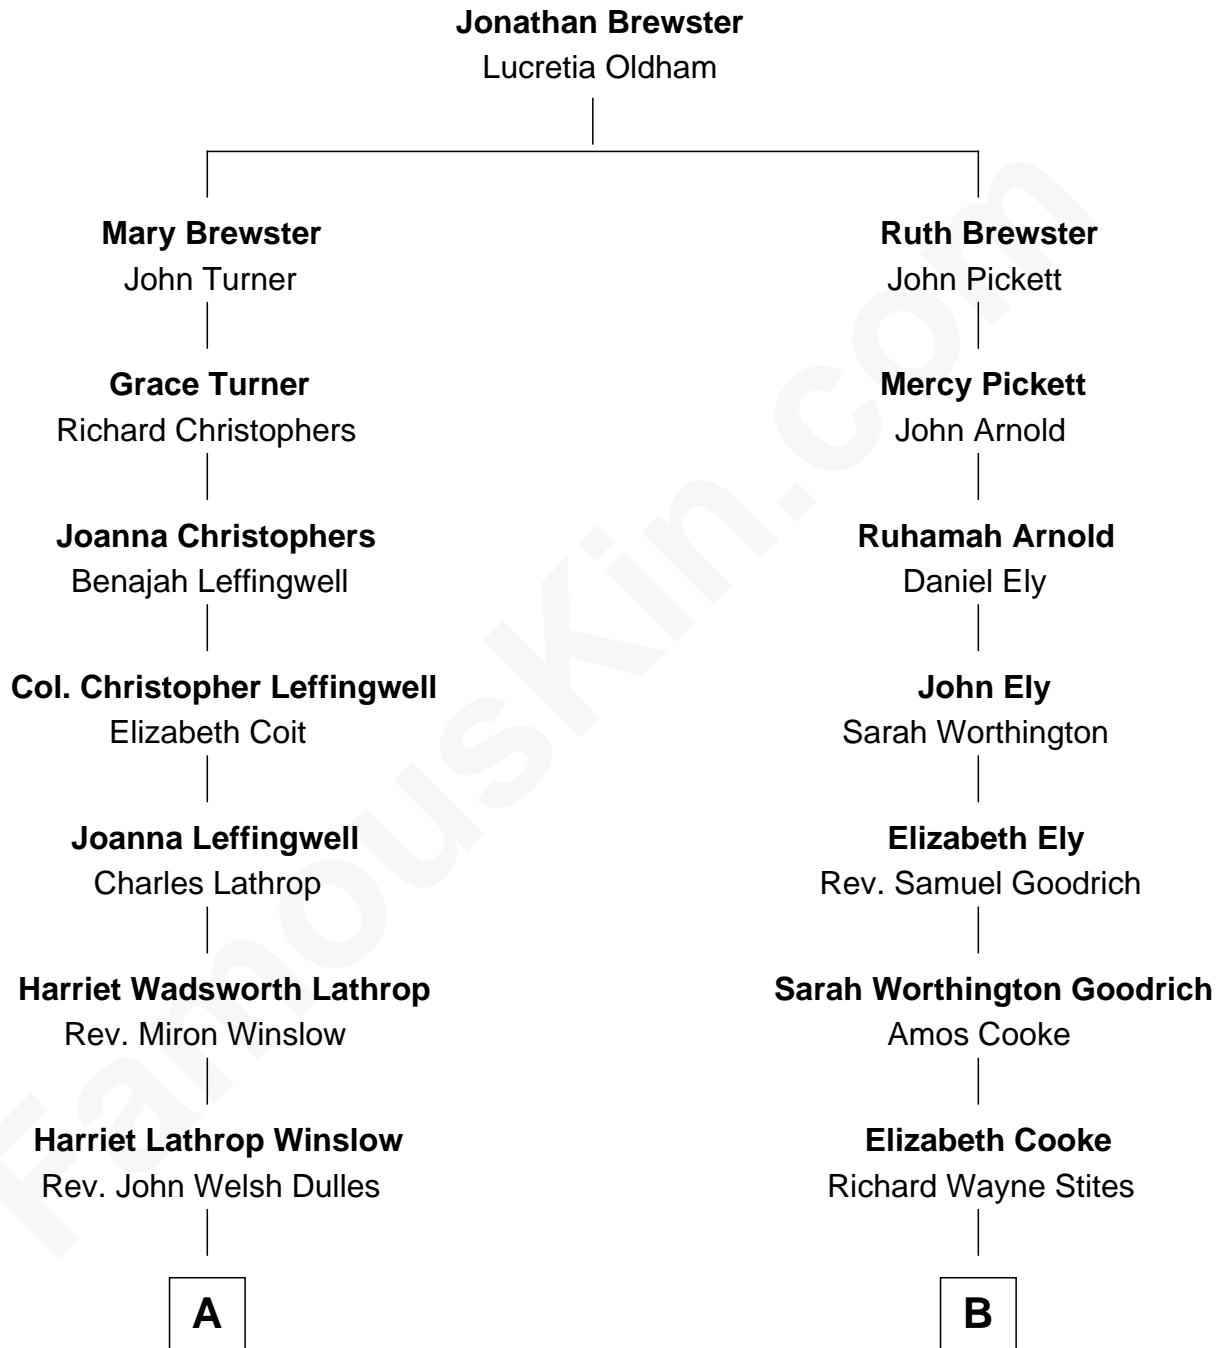 Jonathan Brewster
Lucretia Oldham
Mary Brewster
John Turner
Grace Turner
Richard Christophers
Joanna Christophers
Benajah Leffingwell
Col. Christopher Leffingwell
Elizabeth Coit
Joanna Leffingwell
Charles Lathrop
Harriet Wadsworth Lathrop
Rev. Miron Winslow
Harriet Lathrop Winslow
Rev. John Welsh Dulles
A
Ruth Brewster
John Pickett
Mercy Pickett
John Arnold
Ruhamah Arnold
Daniel Ely
John Ely
Sarah Worthington
Elizabeth Ely
Rev. Samuel Goodrich
Sarah Worthington Goodrich
Amos Cooke
Elizabeth Cooke
Richard Wayne Stites
B
FamousKin.com